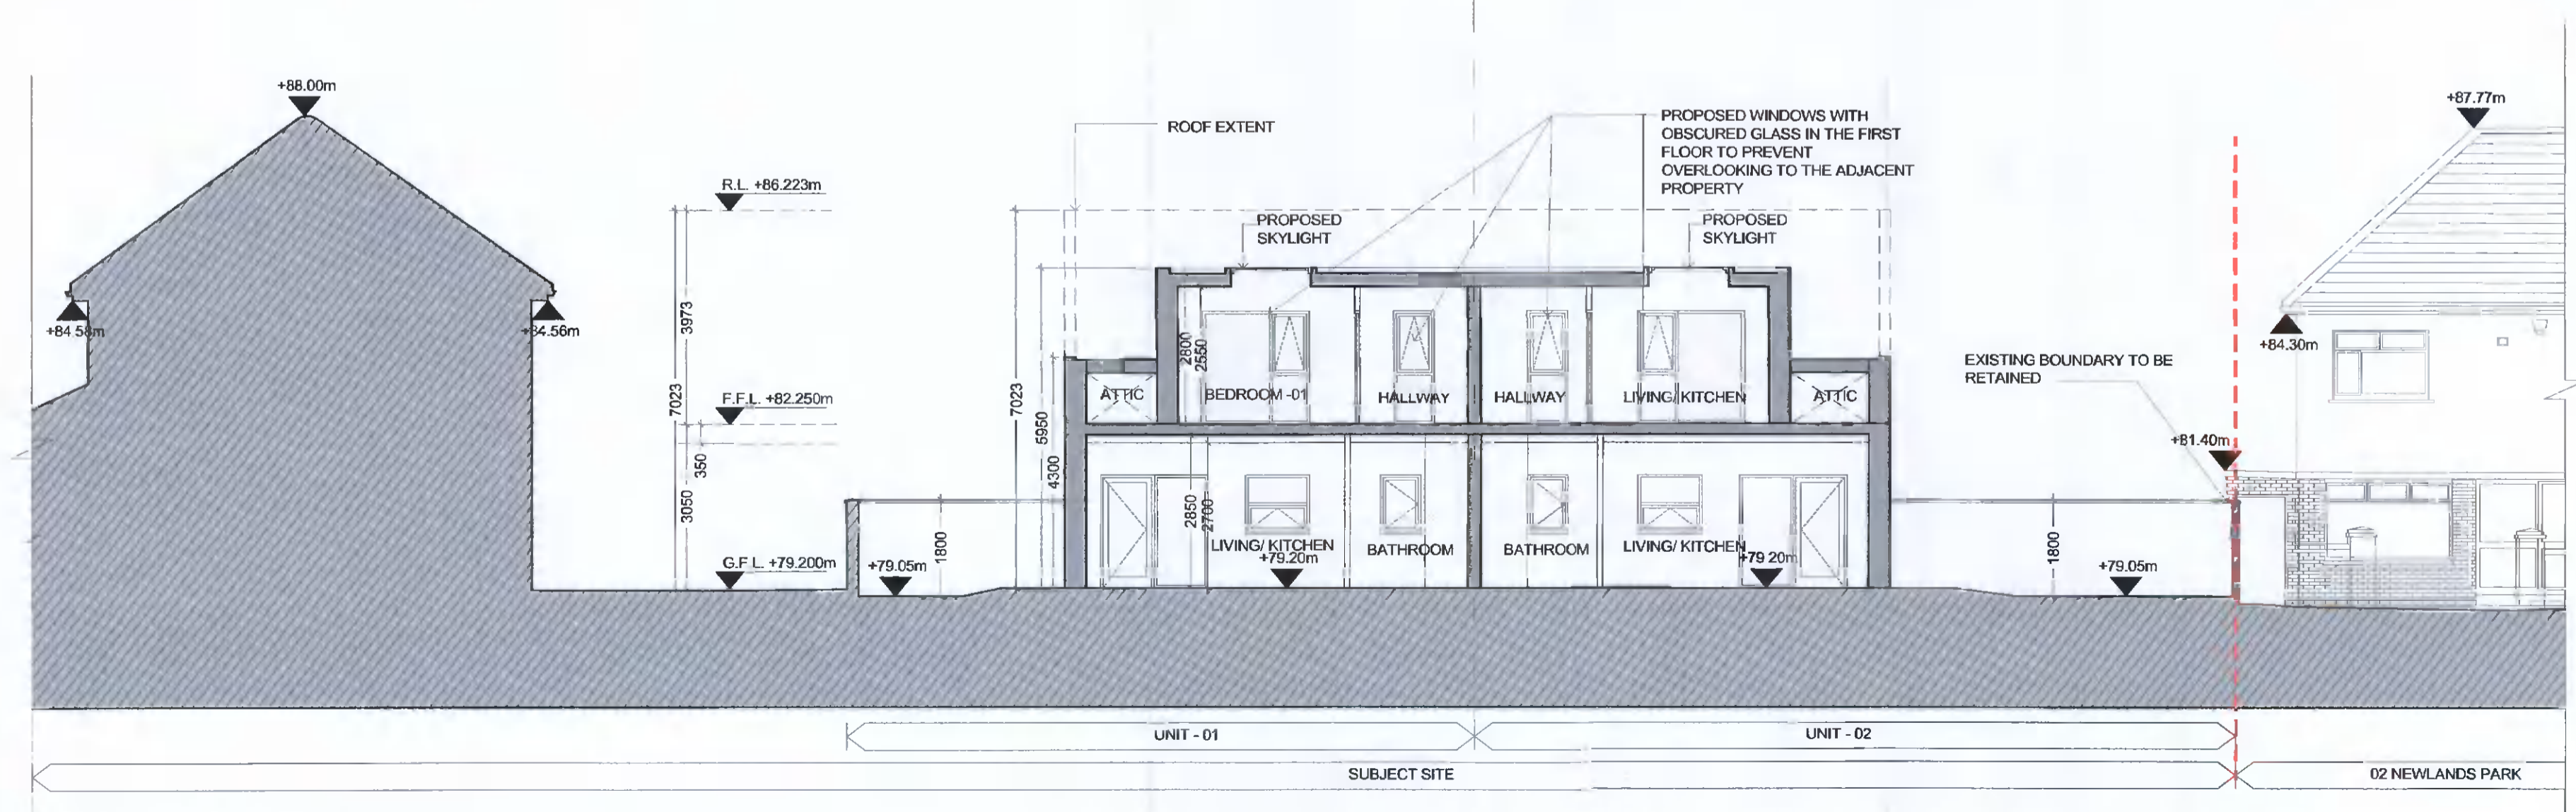 +88.00m
+87.77m
ROOF EXTENT
PROPOSED WINDOWS WITH
OBSCURED GLASS IN THE FIRST
FLOOR TO PREVENT
OVERLOOKING TO THE ADJACENT
PROPERTY
R.L. +86.223m
PROPOSED
SKYLIGHT
PROPOSED
SKYLIGHT
+84.58m
+84.56m
3973
7023
7023
5950
4300
2800
2550
+84.30m
EXISTING BOUNDARY TO BE
RETAINED
F.F.L. +82.250m
ATTIC
BEDROOM -01
HALLWAY
HALLWAY
LIVING/ KITCHEN
ATTIC
+81.40m
350
3050
2850
2700
1800
1800
G.F L. +79.200m
+79.05m
LIVING/ KITCHEN
+79.20m
BATHROOM
BATHROOM
LIVING/ KITCHEN
+79 20m
+79.05m
UNIT - 01
UNIT - 02
SUBJECT SITE
02 NEWLANDS PARK